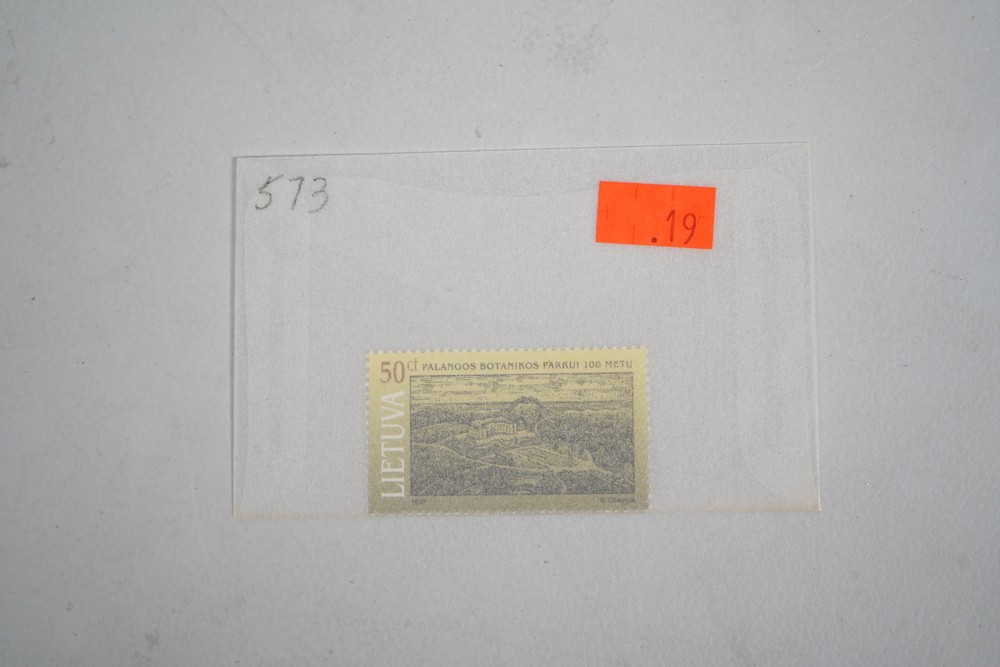 573
.19
50ct PALANGOS BOTANIKOS PARKUI 100 METŲ
LIETUVA